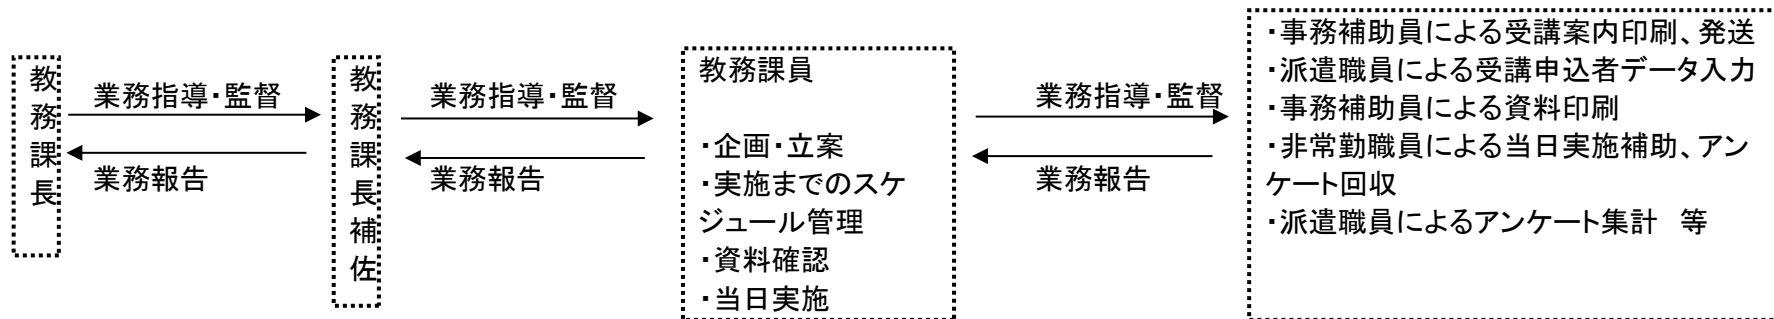 教務課長
業務指導・監督
業務報告
教務課長補佐
業務指導・監督
業務報告
教務課員
・企画・立案
・実施までのスケ
ジュール管理
・資料確認
・当日実施
業務指導・監督
業務報告
・事務補助員による受講案内印刷、発送
・派遣職員による受講申込者データ入力
・事務補助員による資料印刷
・非常勤職員による当日実施補助、アン
ケート回収
・派遣職員によるアンケート集計　等